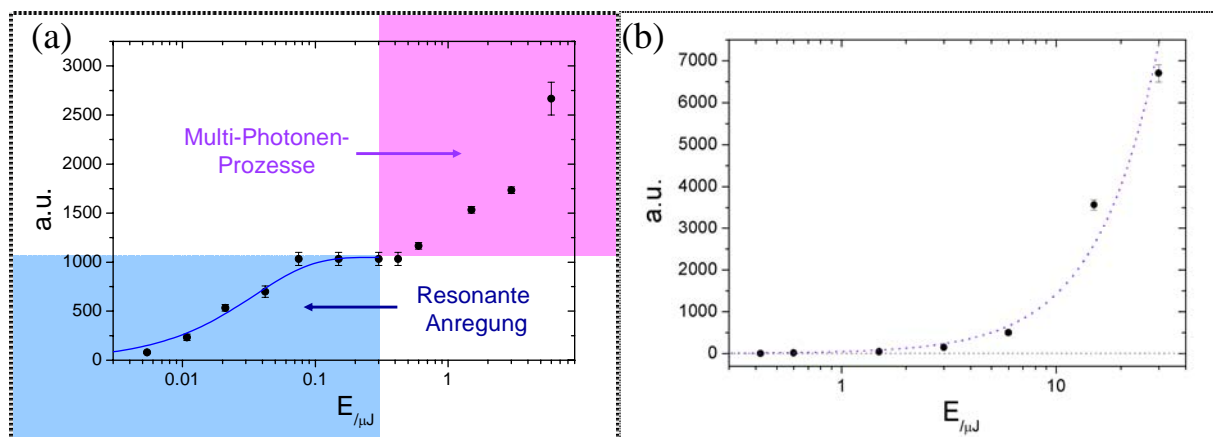 (a)
3000
2500
2000
1500
1000
500
0
a.u.
Multi-Photonen-
Prozesse
Resonante
Anregung
0.01
0.1
1
E/µJ
(b)
7000
6000
5000
4000
3000
2000
1000
0
a.u.
1
10
E/µJ